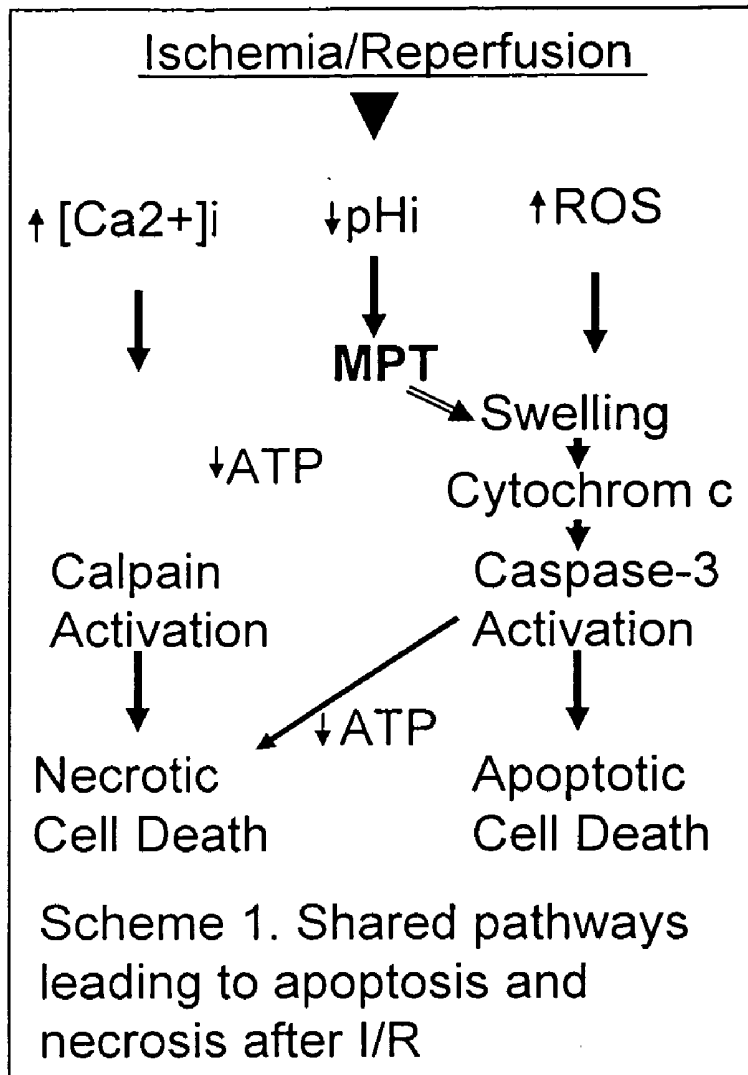 Ischemia/Reperfusion
↑ [Ca2+]i ↓pHi ↑ROS
MPT
Swelling
↓ATP
Cytochrom c
Calpain
Activation
Caspase-3
Activation
↓ATP
Necrotic
Cell Death
Apoptotic
Cell Death
Scheme 1. Shared pathways
leading to apoptosis and
necrosis after I/R